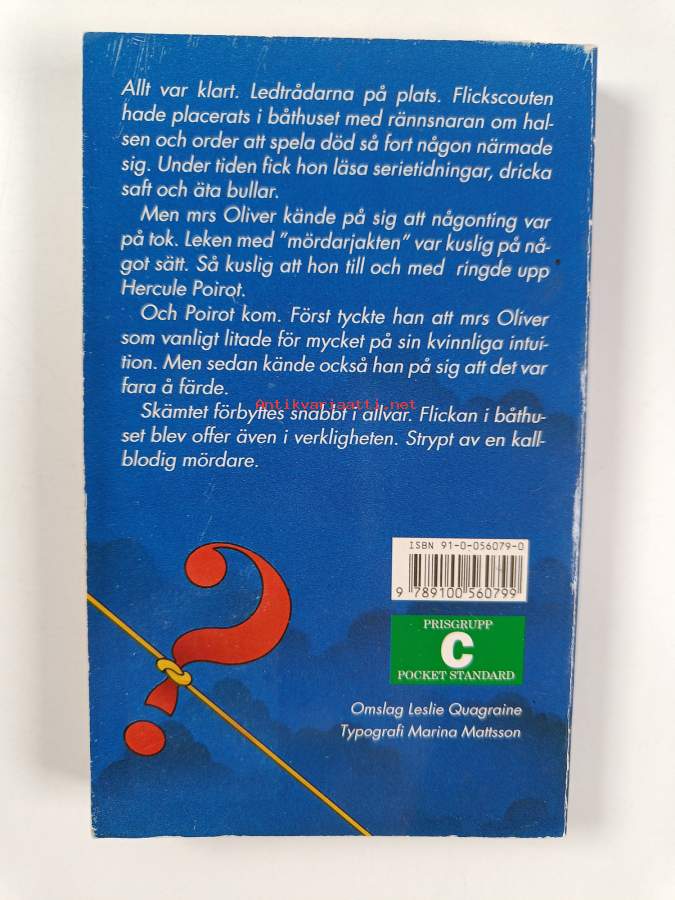 Allt var klart. Ledtrådarna på plats. Flickscouten
hade placerats i båthuset med rännsnaran om hal-
sen och order att spela död så fort någon närmade
sig. Under tiden fick hon läsa serietidningar, dricka
saft och äta bullar.
Men mrs Oliver kände på sig att någonting var
på tok. Leken med ”mördarjakten” var kuslig på nå-
got sätt. Så kuslig att hon till och med ringde upp
Hercule Poirot.
Och Poirot kom. Först tyckte han att mrs Oliver
som vanligt litade för mycket på sin kvinnliga intui-
tion. Men sedan kände också han på sig att det var
fara å färde.
Antikvariaatti.net
Skämtet förbyttes snabbt i allvar. Flickan i båthu-
set blev offer även i verkligheten. Strypt av en kall-
blodig mördare.
ISBN 91-0-056079-0
9 789100 560799
PRISGRUPP
C
POCKET STANDARD
Omslag Leslie Quagraine
Typografi Marina Mattsson